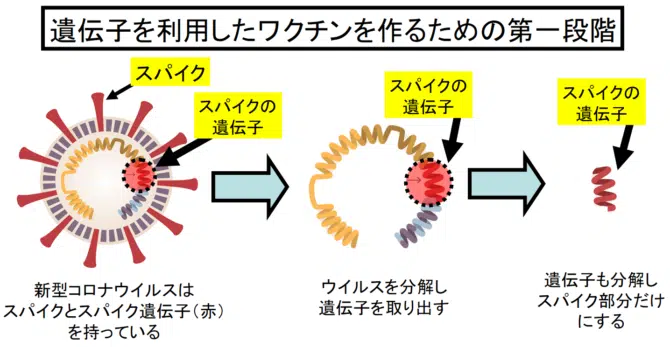 遺伝子を利用したワクチンを作るための第一段階
スパイク
スパイクの
遺伝子
スパイクの
遺伝子
スパイクの
遺伝子
新型コロナウイルスは
スパイクとスパイク遺伝子(赤)
を持っている
ウイルスを分解し
遺伝子を取り出す
遺伝子も分解し
スパイク部分だけ
にする